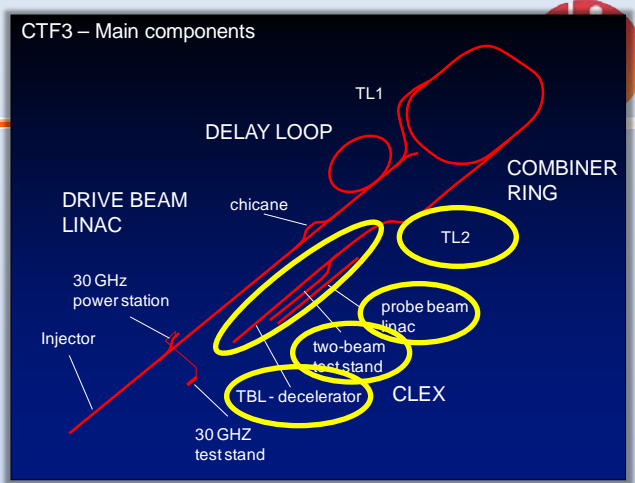 CTF3 – Main components
TL1
DELAY LOOP
COMBINER
RING
DRIVE BEAM
LINAC
chicane
TL2
30 GHz
power station
probe beam
linac
Injector
two-beam
test stand
TBL - decelerator
CLEX
30 GHZ
test stand